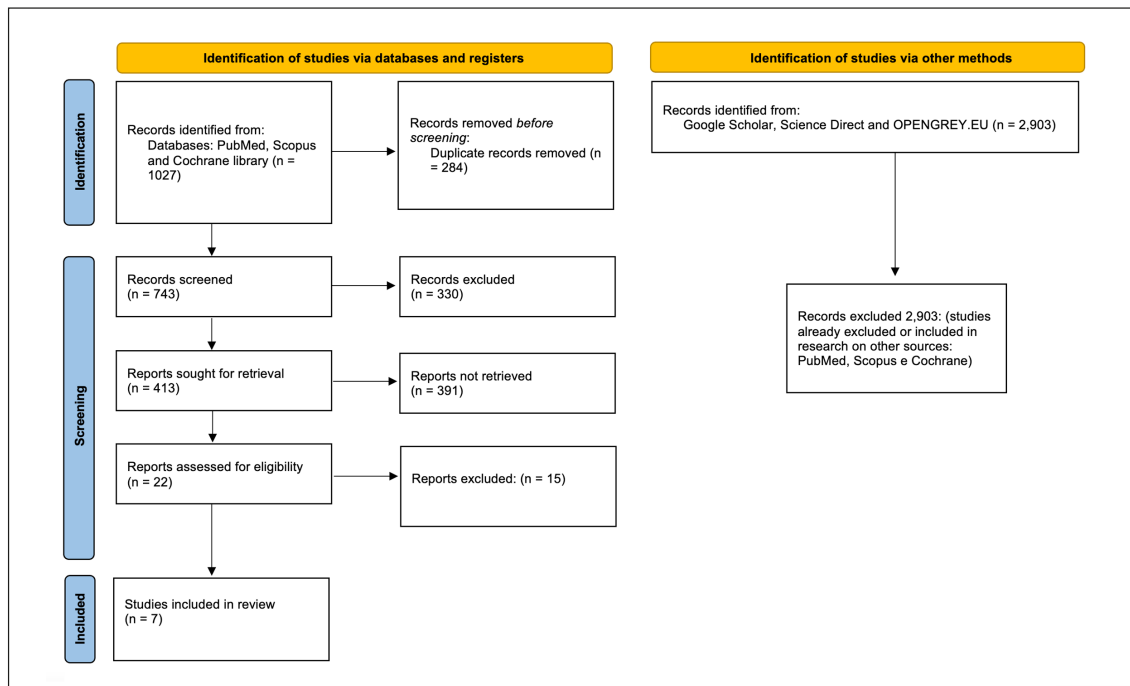 Identification of studies via databases and registers
Identification of studies via other methods
Identification
Records identified from:
Databases: PubMed, Scopus
and Cochrane library (n =
1027)
Records removed before
screening:
Duplicate records removed (n
= 284)
Records identified from:
Google Scholar, Science Direct and OPENGREY.EU (n = 2,903)
Screening
Records screened
(n = 743)
Records excluded
(n = 330)
Records excluded 2,903: (studies
already excluded or included in
research on other sources:
PubMed, Scopus e Cochrane)
Reports sought for retrieval
(n = 413)
Reports not retrieved
(n = 391)
Reports assessed for eligibility
(n = 22)
Reports excluded: (n = 15)
Included
Studies included in review
(n = 7)